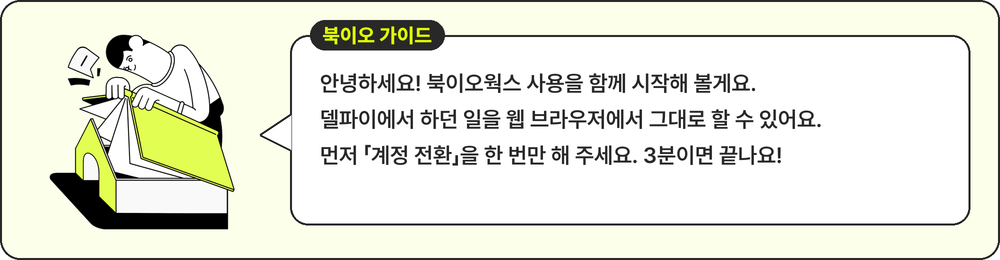 북이오 가이드
안녕하세요! 북이오웍스 사용을 함께 시작해 볼게요.
델파이에서 하던 일을 웹 브라우저에서 그대로 할 수 있어요.
먼저 「계정 전환」을 한 번만 해 주세요. 3분이면 끝나요!